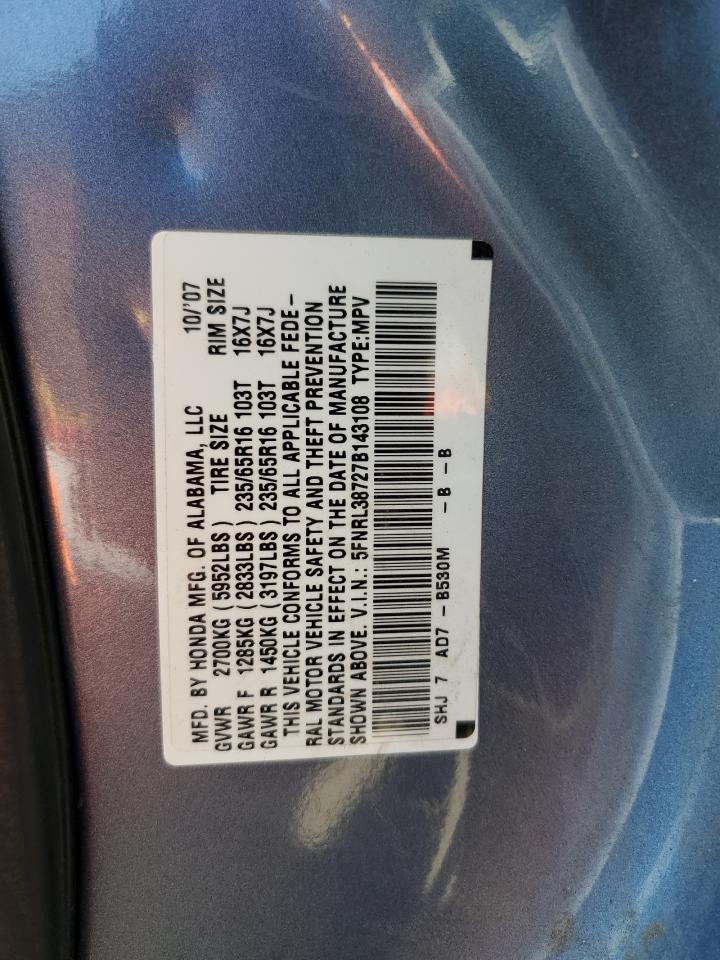 MFD. BY HONDA MFG. OF ALABAMA, LLC 10/'07
GVWR 2700KG (5952LBS) TIRE SIZE RIM SIZE
GAWR F 1285KG (2833LBS) 235/65R16 103T 16X7J
GAWR R 1450KG (3197LBS) 235/65R16 103T 16X7J
THIS VEHICLE CONFORMS TO ALL APPLICABLE FEDE-
RAL MOTOR VEHICLE SAFETY AND THEFT PREVENTION
STANDARDS IN EFFECT ON THE DATE OF MANUFACTURE
SHOWN ABOVE. V.I.N.: 5FNRL38727B143108 TYPE:MPV
SHJ 7 AD7 -B530M -B -B